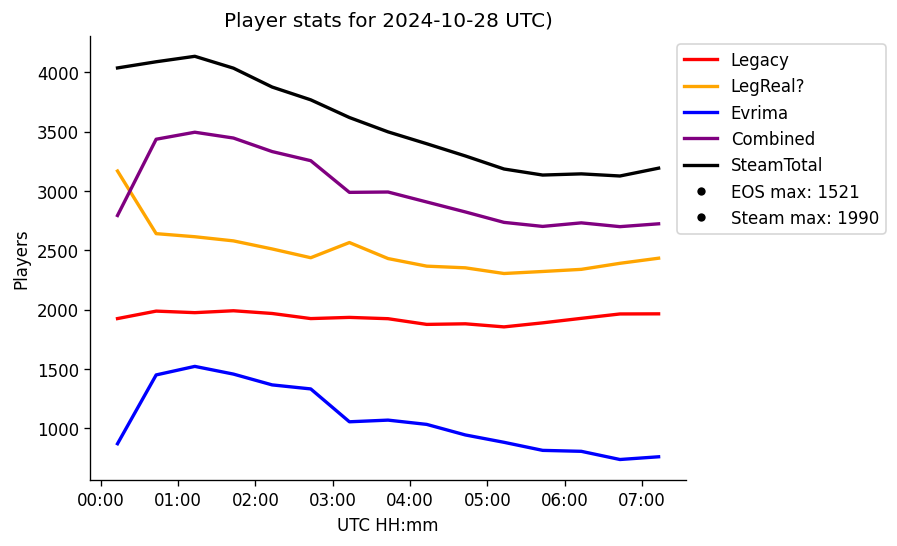 Player stats for 2024-10-28 UTC)
Legacy
LegReal?
Evrima
Combined
SteamTotal
EOS max: 1521
Steam max: 1990
Players
4000
3500
3000
2500
2000
1500
1000
00:00 01:00 02:00 03:00 04:00 05:00 06:00 07:00
UTC HH:mm